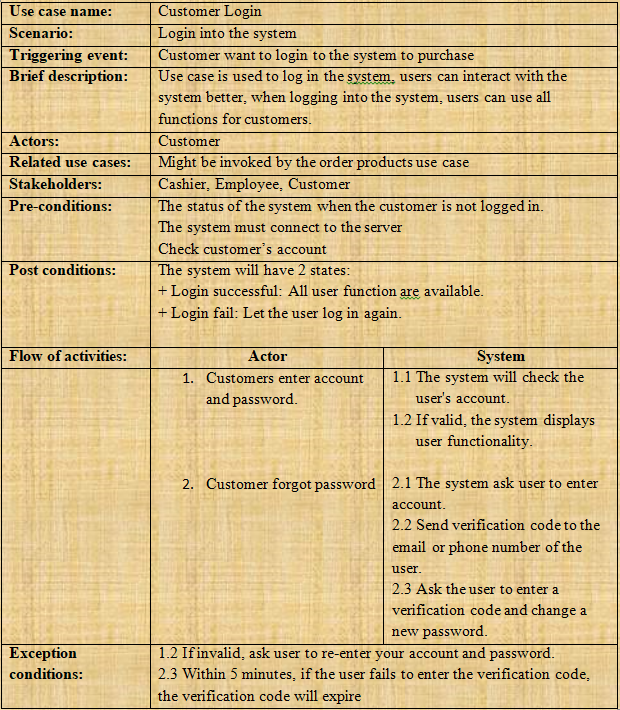 Use case name: Customer Login
Scenario: Login into the system
Triggering event: Customer want to login to the system to purchase
Brief description: Use case is used to log in the system, users can interact with the
system better, when logging into the system, users can use all
functions for customers.
Actors: Customer
Related use cases: Might be invoked by the order products use case
Stakeholders: Cashier, Employee, Customer
Pre-conditions: The status of the system when the customer is not logged in.
The system must connect to the server
Check customer's account
Post conditions: The system will have 2 states:
+ Login successful: All user function are available.
+ Login fail: Let the user log in again.
Flow of activities: Actor System
1. Customers enter account
and password.
1.1 The system will check the
user's account.
1.2 If valid, the system displays
user functionality.
2. Customer forgot password
2.1 The system ask user to enter
account.
2.2 Send verification code to the
email or phone number of the
user.
2.3 Ask the user to enter a
verification code and change a
new password.
Exception
conditions:
1.2 If invalid, ask user to re-enter your account and password.
2.3 Within 5 minutes, if the user fails to enter the verification code,
the verification code will expire